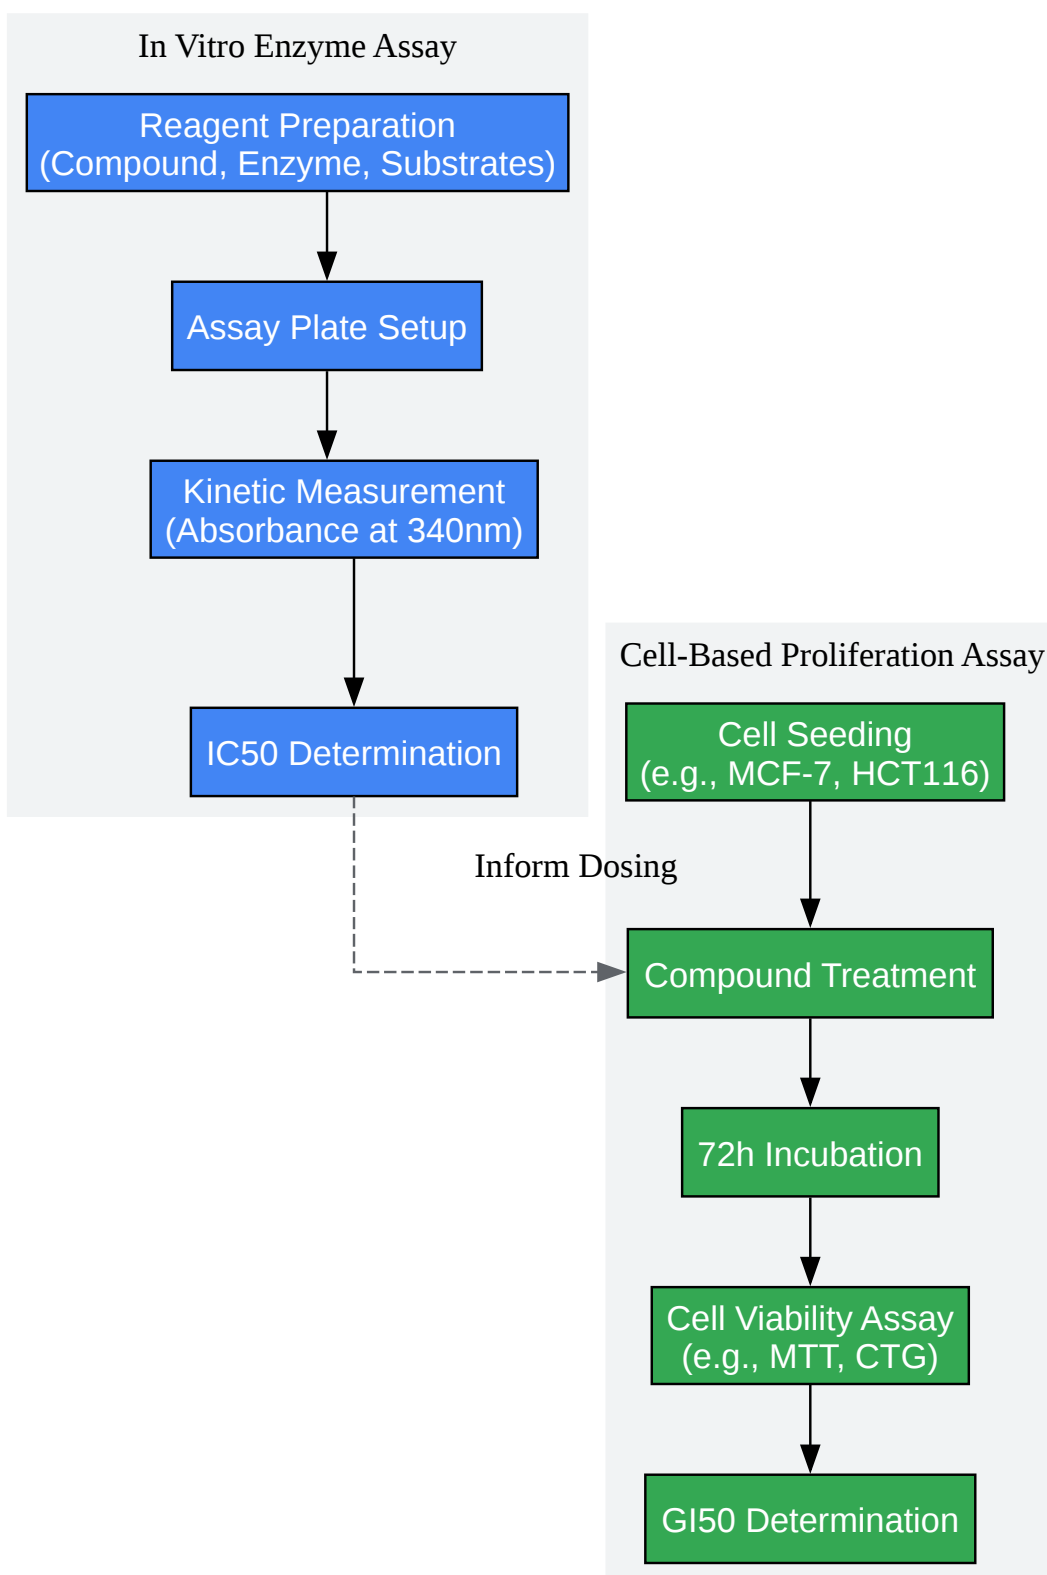 In Vitro Enzyme Assay
Reagent Preparation
(Compound, Enzyme, Substrates)
Assay Plate Setup
Kinetic Measurement
(Absorbance at 340nm)
IC50 Determination
Inform Dosing
Cell-Based Proliferation Assay
Cell Seeding
(e.g., MCF-7, HCT116)
Compound Treatment
72h Incubation
Cell Viability Assay
(e.g., MTT, CTG)
GI50 Determination